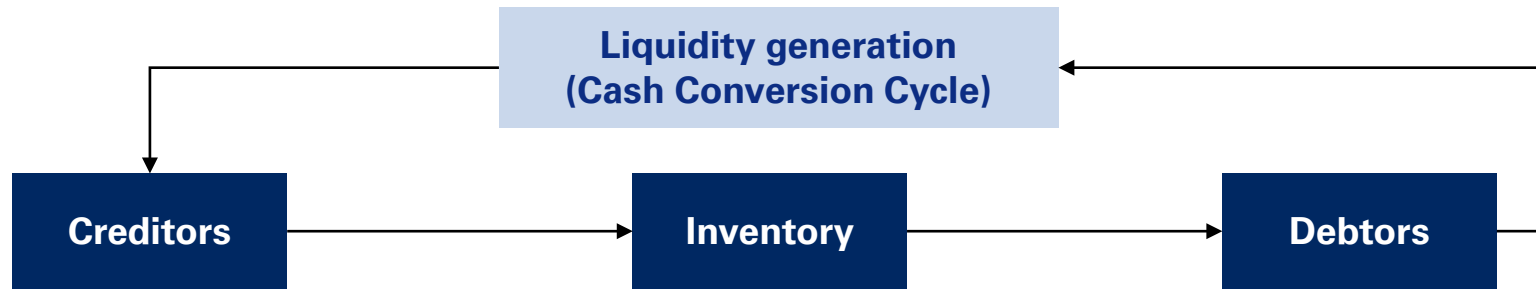 Liquidity generation
(Cash Conversion Cycle)
Creditors
Inventory
Debtors